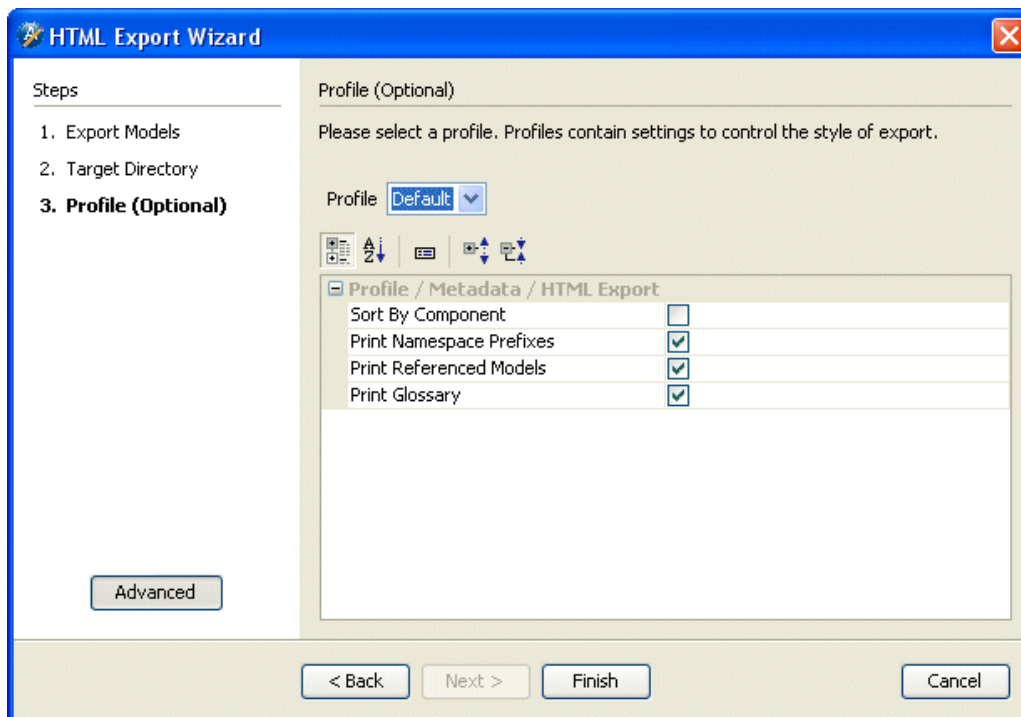 HTML Export Wizard
Steps
1. Export Models
2. Target Directory
3. Profile (Optional)
Advanced
Profile (Optional)
Please select a profile. Profiles contain settings to control the style of export.
Profile Default
Profile / Metadata / HTML Export
Sort By Component
Print Namespace Prefixes
Print Referenced Models
Print Glossary
< Back Next > Finish Cancel